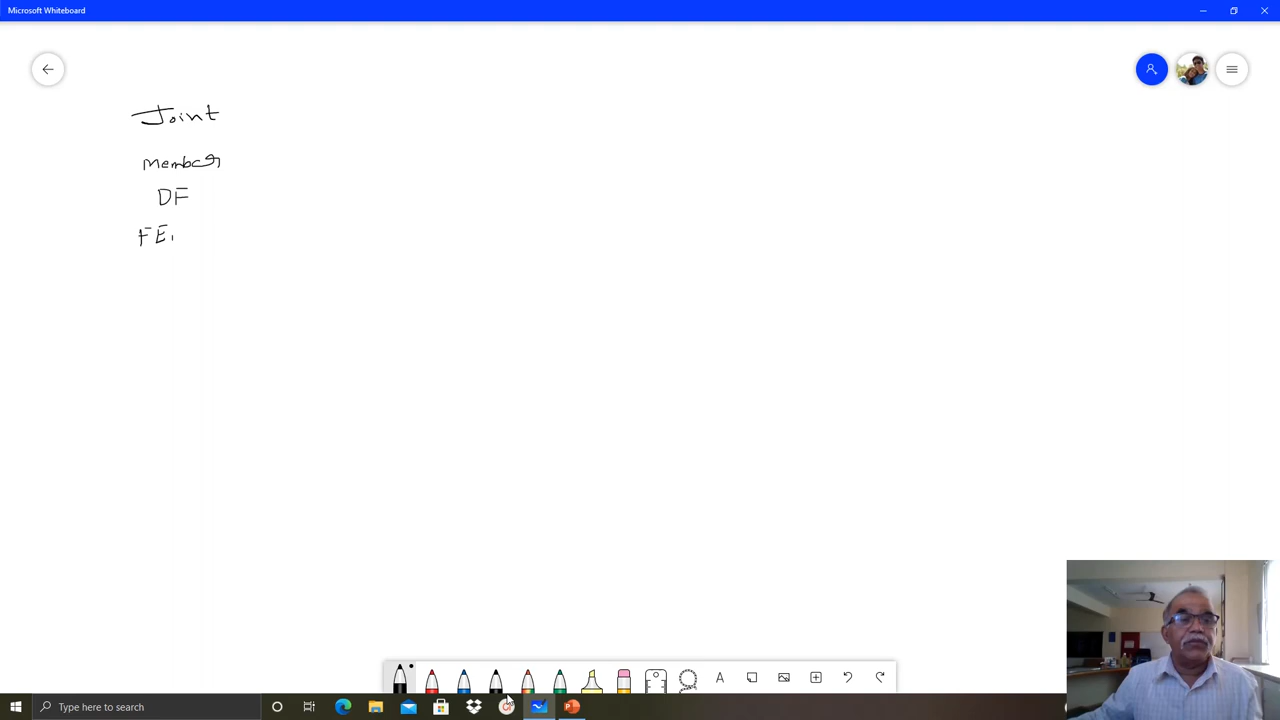 Microsoft Whiteboard
Joint
Member
DF
FE
A
Type here to search